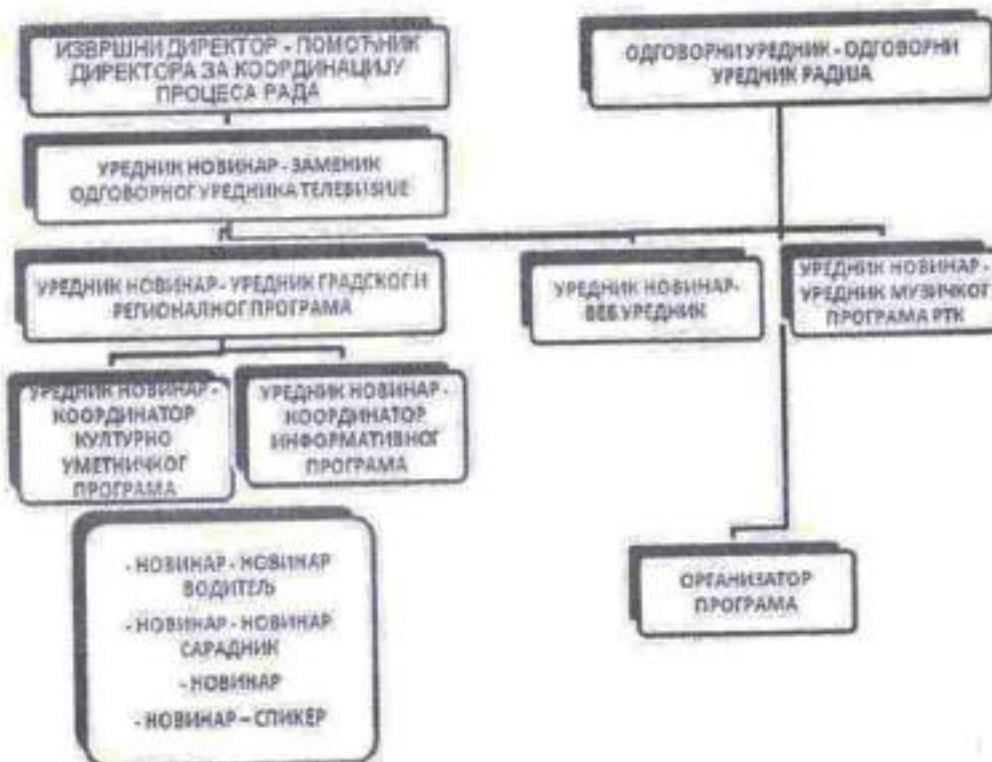 ИЗВРШНИ ДИРЕКТОР - ПОМОЋНИК
ДИРЕКТОРА ЗА КООРДИНАЦИЈУ
ПРОЦЕСА РАДА
ОДГОВОРНИ УРЕДНИК - ОДГОВОРНИ
УРЕДНИК РАДИЈА
УРЕДНИК НОВИНАР - ЗАМЕНИК
ОДГОВОРНОГ УРЕДНИКА ТЕЛЕВИЗИЈЕ
УРЕДНИК НОВИНАР - УРЕДНИК ГРАДСКОГ И
РЕГИОНАЛНОГ ПРОГРАМА
УРЕДНИК НОВИНАР-
ВЕБ УРЕДНИК
УРЕДНИК НОВИНАР -
УРЕДНИК МУЗИЧКОГ
ПРОГРАМА РТК
УРЕДНИК НОВИНАР -
КООРДИНАТОР
КУЛТУРНО
УМЕТНИЧКОГ
ПРОГРАМА
УРЕДНИК НОВИНАР -
КООРДИНАТОР
ИНФОРМАТИВНОГ
ПРОГРАМА
- НОВИНАР - НОВИНАР
ВОДИТЕЉ
- НОВИНАР - НОВИНАР
САРАДНИК
- НОВИНАР
- НОВИНАР – СПИКЕР
ОРГАНИЗАТОР
ПРОГРАМА